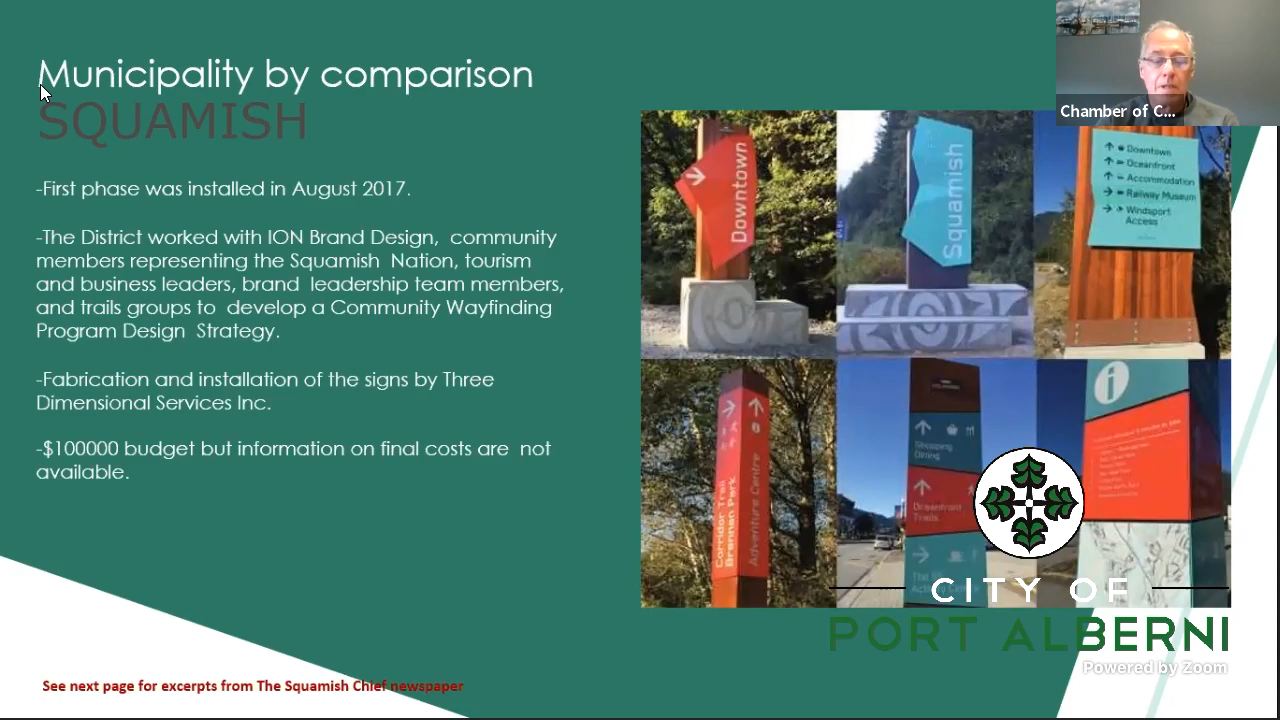 Municipality by comparison
SQUAMISH
-First phase was installed in August 2017.
-The District worked with ION Brand Design, community
members representing the Squamish Nation, tourism
and business leaders, brand leadership team members,
and trails groups to develop a Community Wayfinding
Program Design Strategy.
-Fabrication and installation of the signs by Three
Dimensional Services Inc.
-$100000 budget but information on final costs are not
available.
See next page for excerpts from The Squamish Chief newspaper
Chamber of C...
Downtown
Squamish
Downtown
Oceanfront
Accommodation
Railway Museum
Windsport
Access
Corridor Trail
Brennan Park
Adventure Centre
Shopping
Dining
Oceanfront
Trails
i
CITY OF
PORT ALBERNI
Powered by Zoom